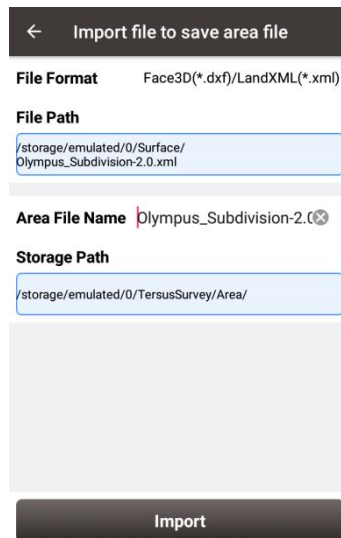 Import file to save area file
File Format Face3D(*.dxf)/LandXML(*.xml)
File Path
/storage/emulated/0/Surface/
Olympus_Subdivision-2.0.xml
Area File Name Olympus_Subdivision-2.0
Storage Path
/storage/emulated/0/TersusSurvey/Area/
Import